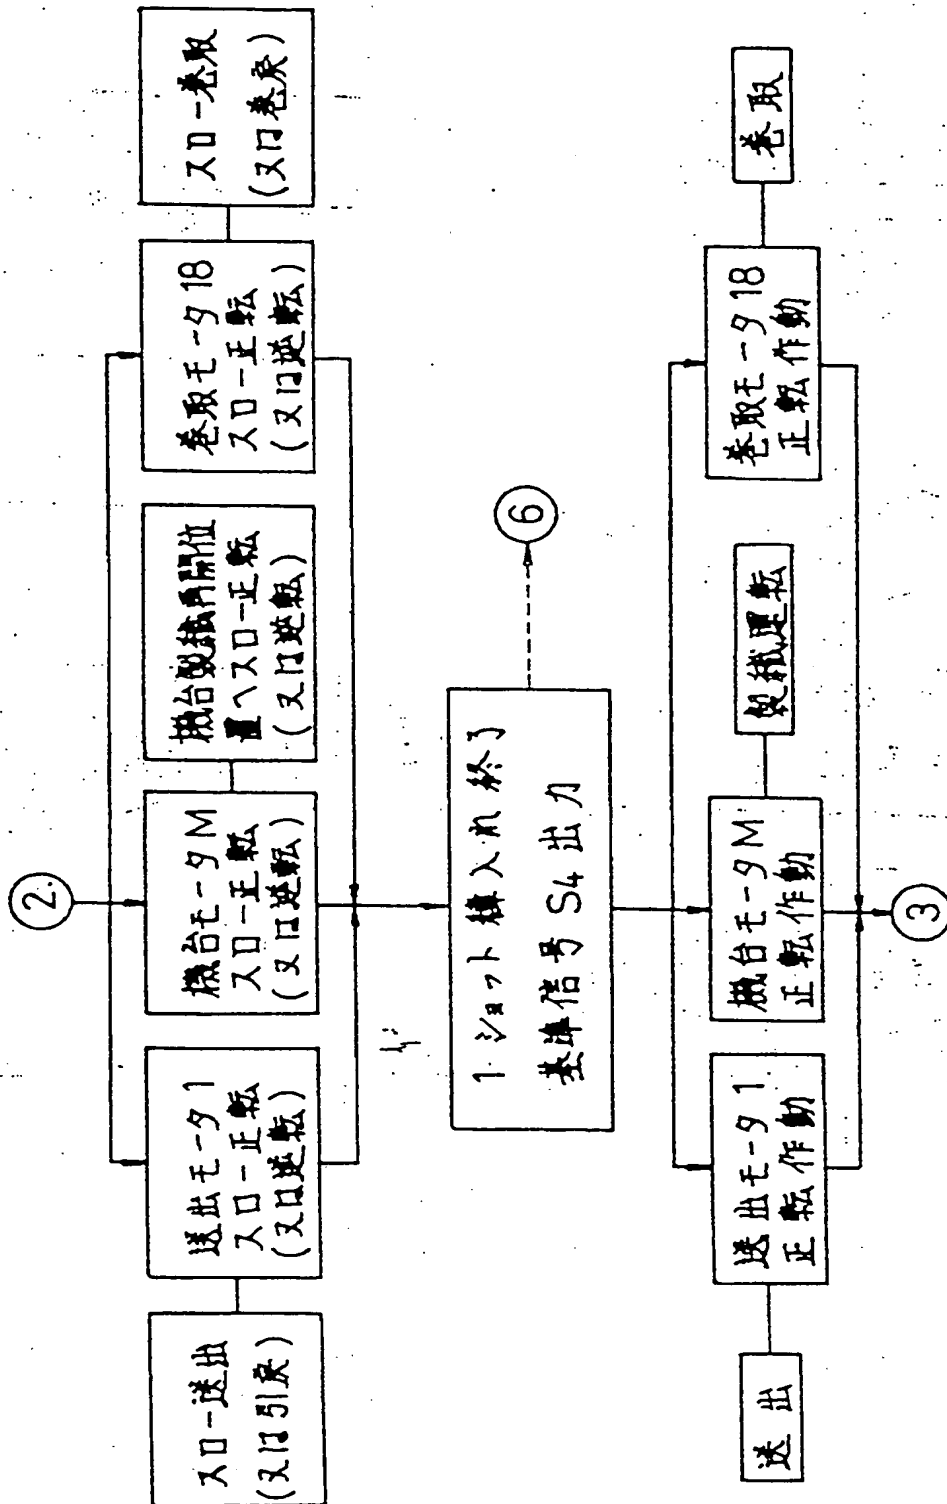 ②
スロー送出
(又は引戻)
送出モータ1
スロー正転
(又は逆転)
機台モータM
スロー正転
(又は逆転)
機台製織再開位
置へスロー正転
(又は逆転)
巻取モータ18
スロー正転
(又は逆転)
スロー巻取
(又は巻戻)
1ショット緯入れ終了
基準信号 S4 出力
⑥
送出
送出モータ1
正転作動
機台モータM
正転作動
製織運転
巻取モータ18
正転作動
巻取
③